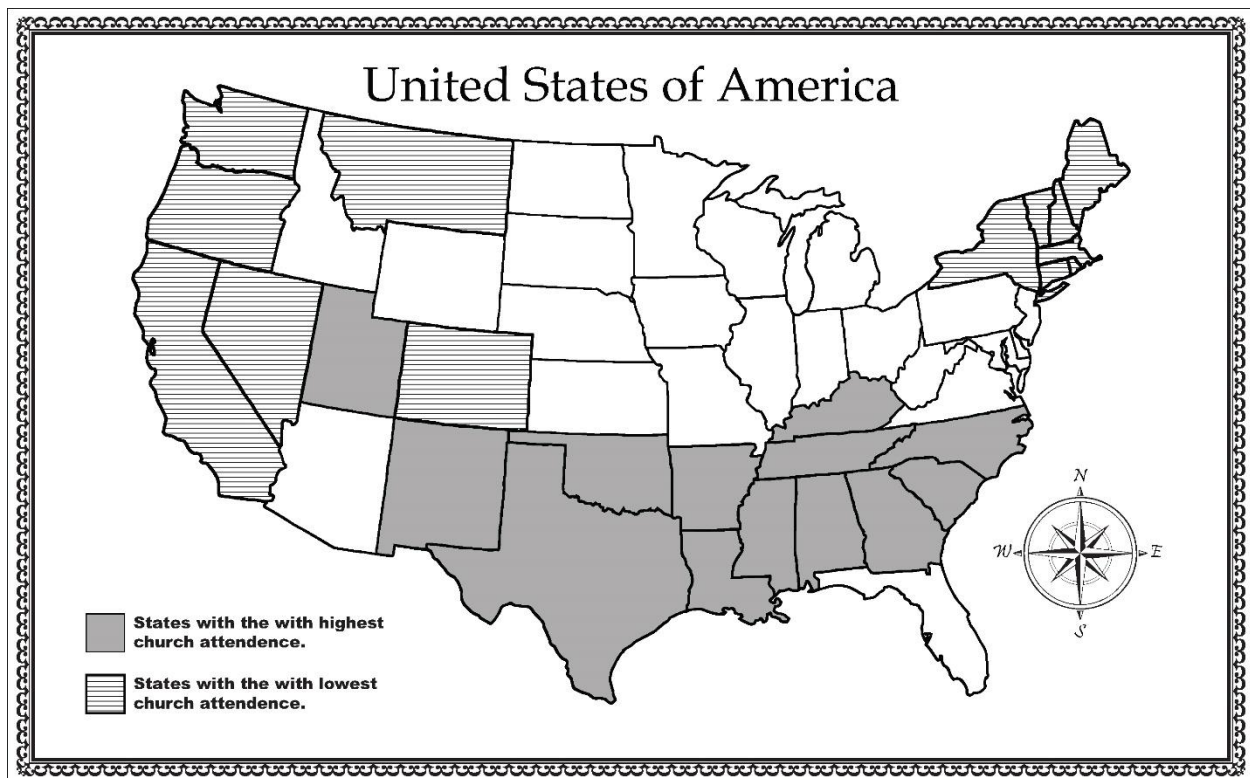 United States of America
N
W
E
S
States with the with highest
church attendence.
States with the with lowest
church attendence.